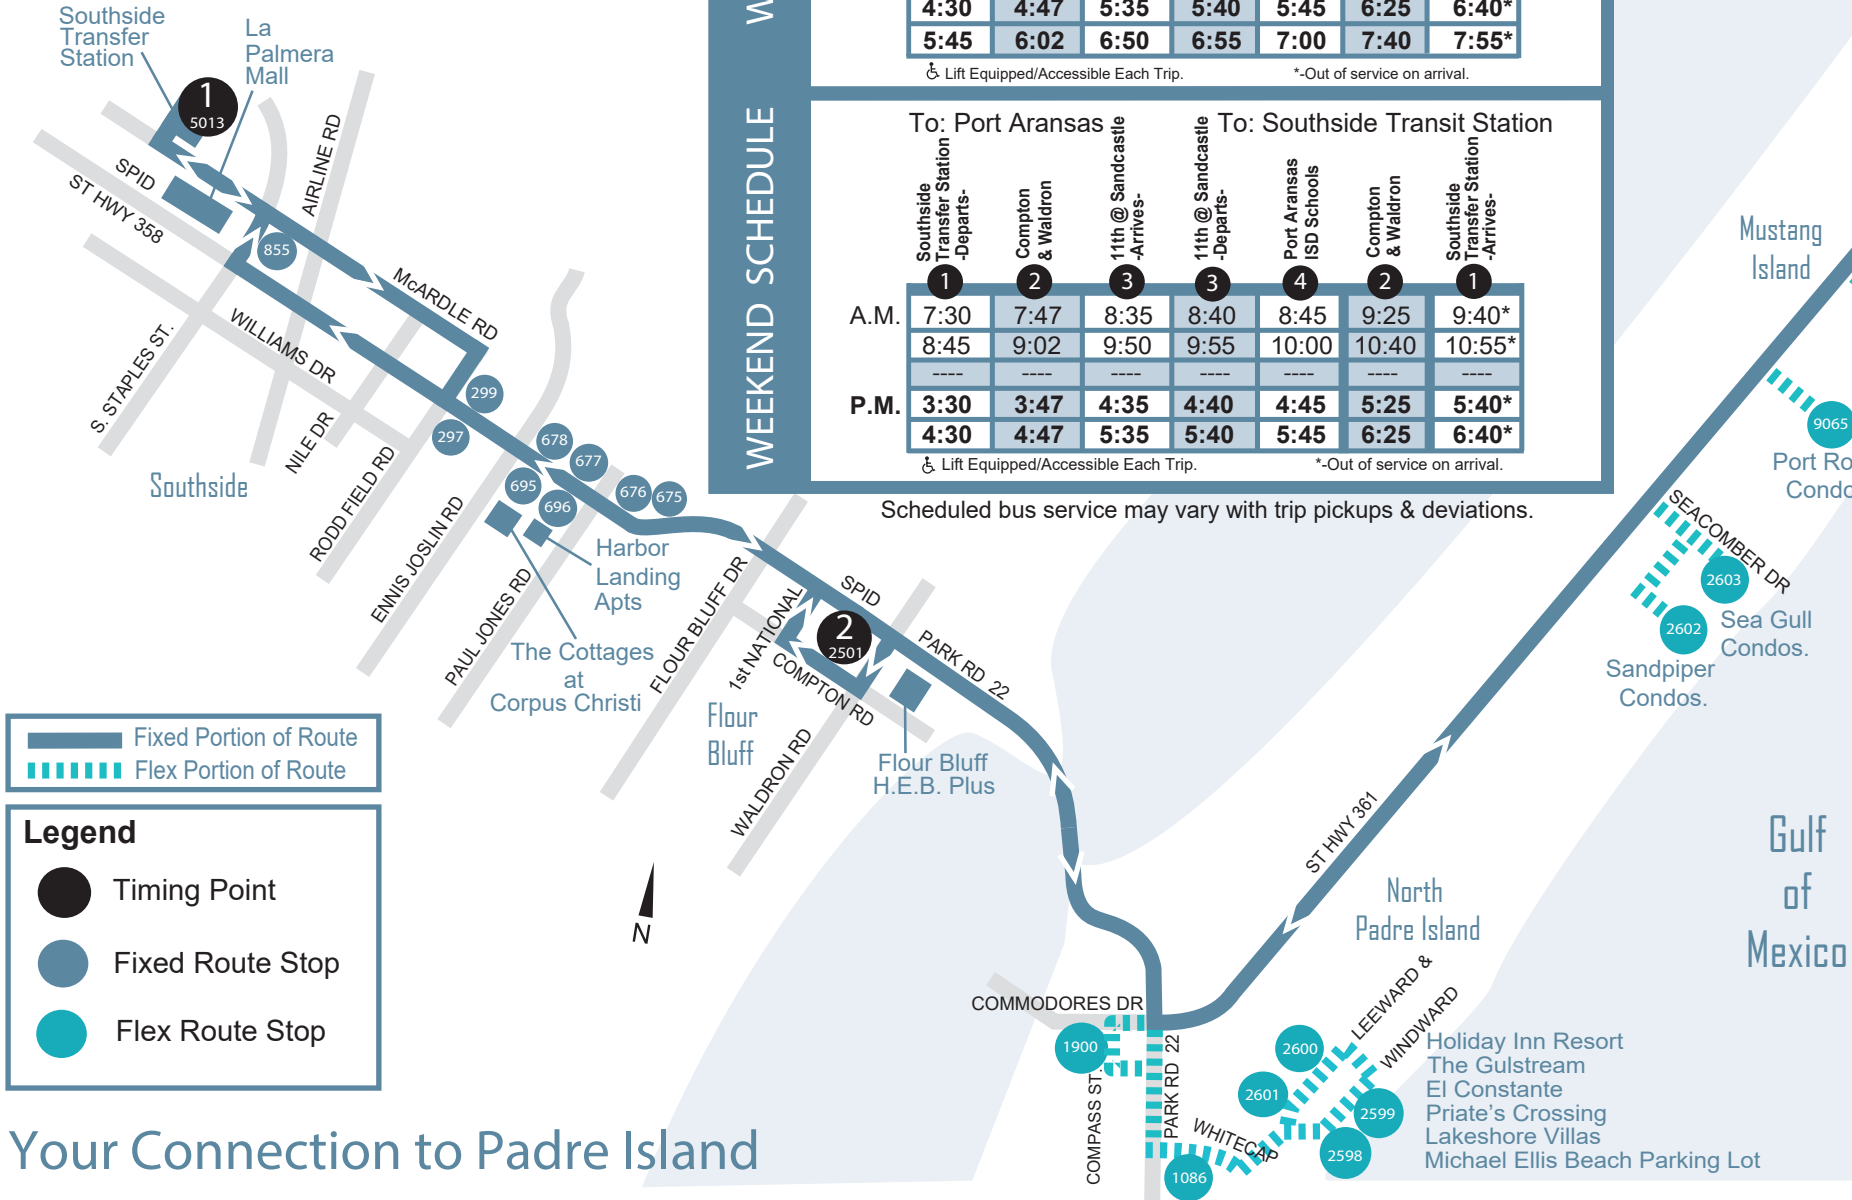 4:30 4:47 5:35 5:40 5:45 6:25 6:40*
5:45 6:02 6:50 6:55 7:00 7:40 7:55*
Lift Equipped/Accessible Each Trip. *-Out of service on arrival.
WEEKEND SCHEDULE
To: Port Aransas To: Southside Transit Station
Southside
Transfer Station
-Departs-
Compton
& Waldron
11th @ Sandcastle
-Arrives-
11th @ Sandcastle
-Departs-
Port Aransas
ISD Schools
Compton
& Waldron
Southside
Transfer Station
-Arrives-
1 2 3 3 4 2 1
A.M. 7:30 7:47 8:35 8:40 8:45 9:25 9:40*
8:45 9:02 9:50 9:55 10:00 10:40 10:55*
---- ---- ---- ---- ---- ---- ----
P.M. 3:30 3:47 4:35 4:40 4:45 5:25 5:40*
4:30 4:47 5:35 5:40 5:45 6:25 6:40*
Lift Equipped/Accessible Each Trip. *-Out of service on arrival.
Scheduled bus service may vary with trip pickups & deviations.
Southside
Transfer
Station
La
Palmera
Mall
1
5013
SPID
ST HWY 358
AIRLINE RD
855
McARDLE RD
WILLIAMS DR
S. STAPLES ST.
NILE DR
299
297
Southside
RODD FIELD RD
ENNIS JOSLIN RD
678
677
695
696
676
675
Harbor
Landing
Apts
PAUL JONES RD
The Cottages
at
Corpus Christi
FLOUR BLUFF DR
1st NATIONAL
SPID
2
2501
COMPTON RD
PARK RD 22
Flour
Bluff
WALDRON RD
Flour Bluff
H.E.B. Plus
Mustang
Island
9065
Port Ro
Condo
SEACOMBER DR
2603
2602
Sea Gull
Condos.
Sandpiper
Condos.
ST HWY 361
Gulf
of
Mexico
North
Padre Island
COMMODORES DR
1900
COMPASS ST.
PARK RD 22
WHITECAP
1086
2600
2601
LEEWARD &
WINDWARD
2599
2598
Holiday Inn Resort
The Gulstream
El Constante
Priate's Crossing
Lakeshore Villas
Michael Ellis Beach Parking Lot
Fixed Portion of Route
Flex Portion of Route
Legend
Timing Point
Fixed Route Stop
Flex Route Stop
N
Your Connection to Padre Island